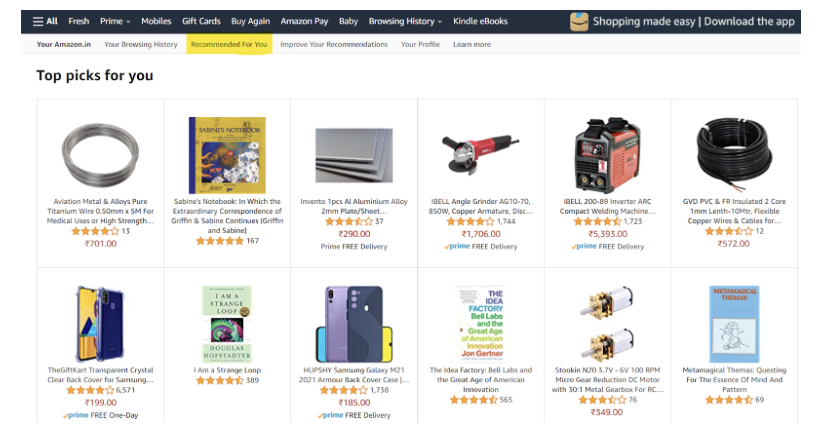 All Fresh Prime Mobiles Gift Cards Buy Again Amazon Pay Baby Browsing History Kindle eBooks Shopping made easy | Download the app
Your Amazon.in Your Browsing History Recommended For You Improve Your Recommendations Your Profile Learn more
Top picks for you
SABINE'S NOTEBOOK
Aviation Metal & Alloys Pure
Titanium Wire 0.50mm x 5M For
Medical Uses or High Strength...
13
₹701.00
Sabine's Notebook: In Which the
Extraordinary Correspondence of
Griffin & Sabine Continues (Griffin
and Sabine)
167
Invento 1pcs Al Aluminium Alloy
2mm Plate/Sheet...
37
₹290.00
Prime FREE Delivery
iBELL Angle Grinder AG10-70,
850W, Copper Armature, Disc...
1,744
₹1,706.00
prime FREE Delivery
iBELL 200-89 Inverter ARC
Compact Welding Machine...
1,723
₹5,393.00
prime FREE Delivery
GVD PVC & FR Insulated 2 Core
1mm Lenth-10Mtr, Flexible
Copper Wires & Cables for...
12
₹572.00
TheGiftKart Transparent Crystal
Clear Back Cover for Samsung...
6,571
₹199.00
prime FREE One-Day
I AM A
STRANGE
LOOP
DOUGLAS
HOFSTADTER
I Am a Strange Loop
389
HUPSHY Samsung Galaxy M21
2021 Armour Back Cover Case |...
1,738
₹185.00
prime FREE Delivery
THE
IDEA
FACTORY
Bell Labs
and the
Great Age
of American
Innovation
Jon Gertner
The Idea Factory: Bell Labs and
the Great Age of American
Innovation
565
Stookin N20 3.7V - 6V 100 RPM
Micro Gear Reduction DC Motor
with 30:1 Metal Gearbox For RC...
76
₹349.00
METAMAGICAL
THEMAS:
Metamagical Themas: Questing
For The Essence Of Mind And
Pattern
69